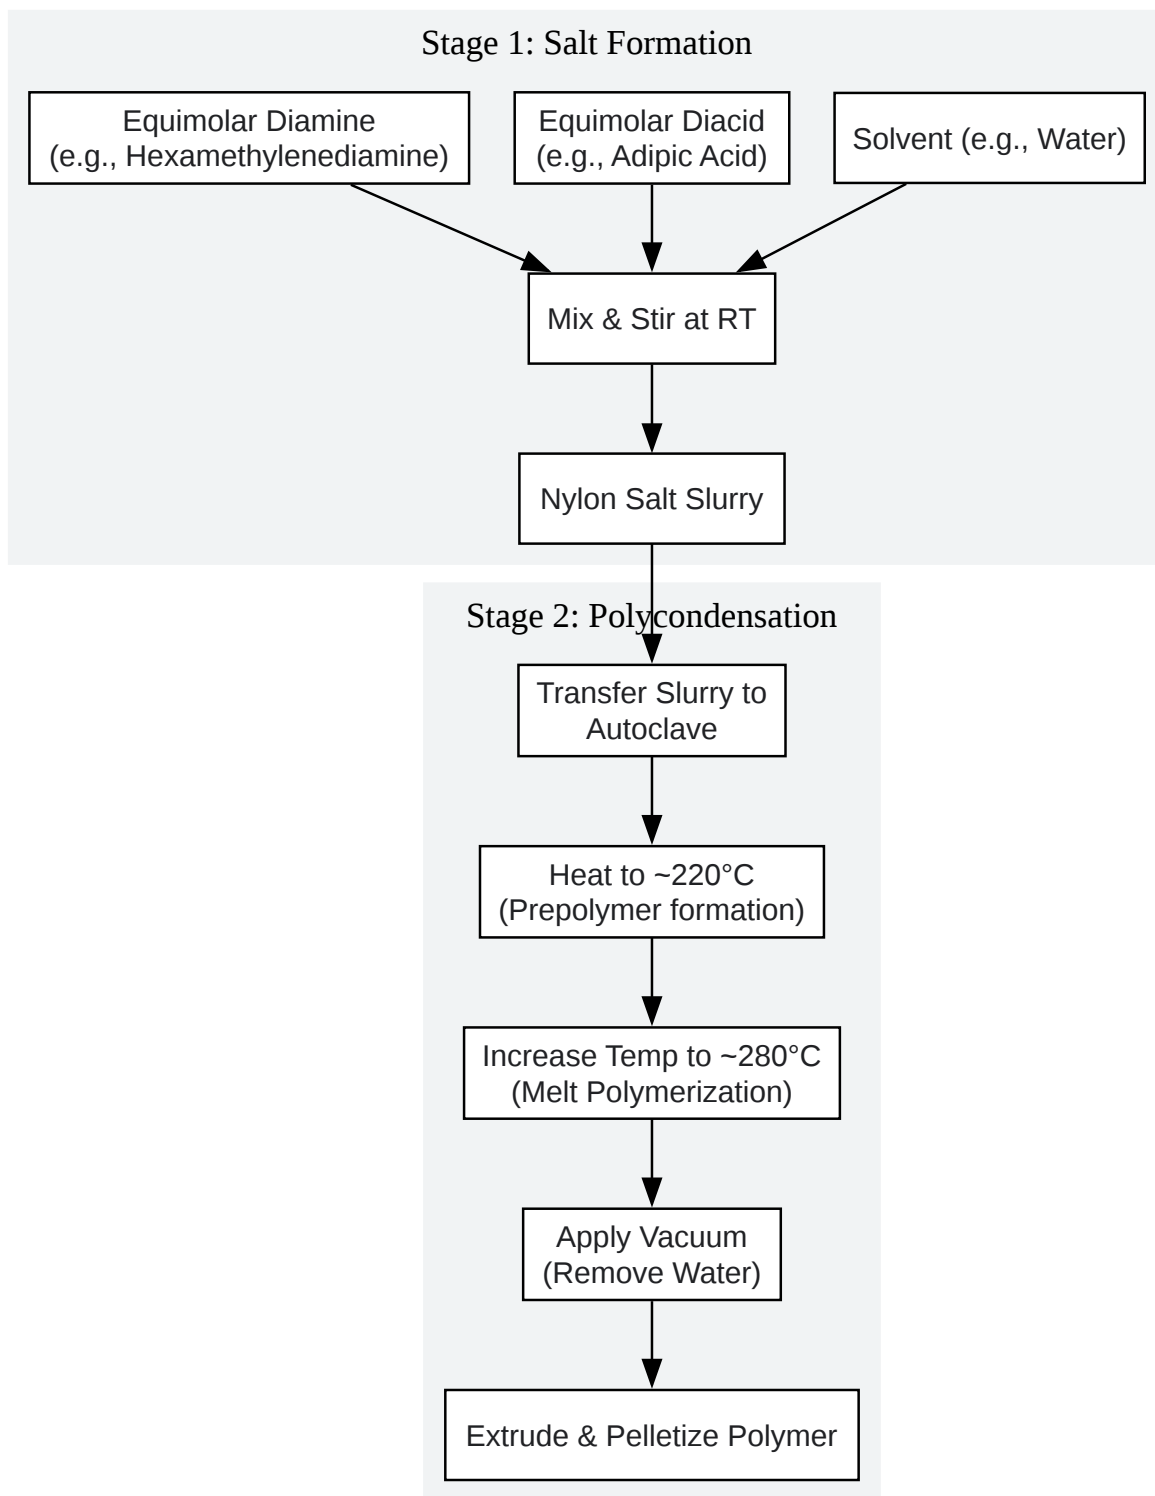 Stage 1: Salt Formation
Equimolar Diamine
(e.g., Hexamethylenediamine)
Equimolar Diacid
(e.g., Adipic Acid)
Solvent (e.g., Water)
Mix & Stir at RT
Nylon Salt Slurry
Stage 2: Polycondensation
Transfer Slurry to
Autoclave
Heat to ~220°C
(Prepolymer formation)
Increase Temp to ~280°C
(Melt Polymerization)
Apply Vacuum
(Remove Water)
Extrude & Pelletize Polymer